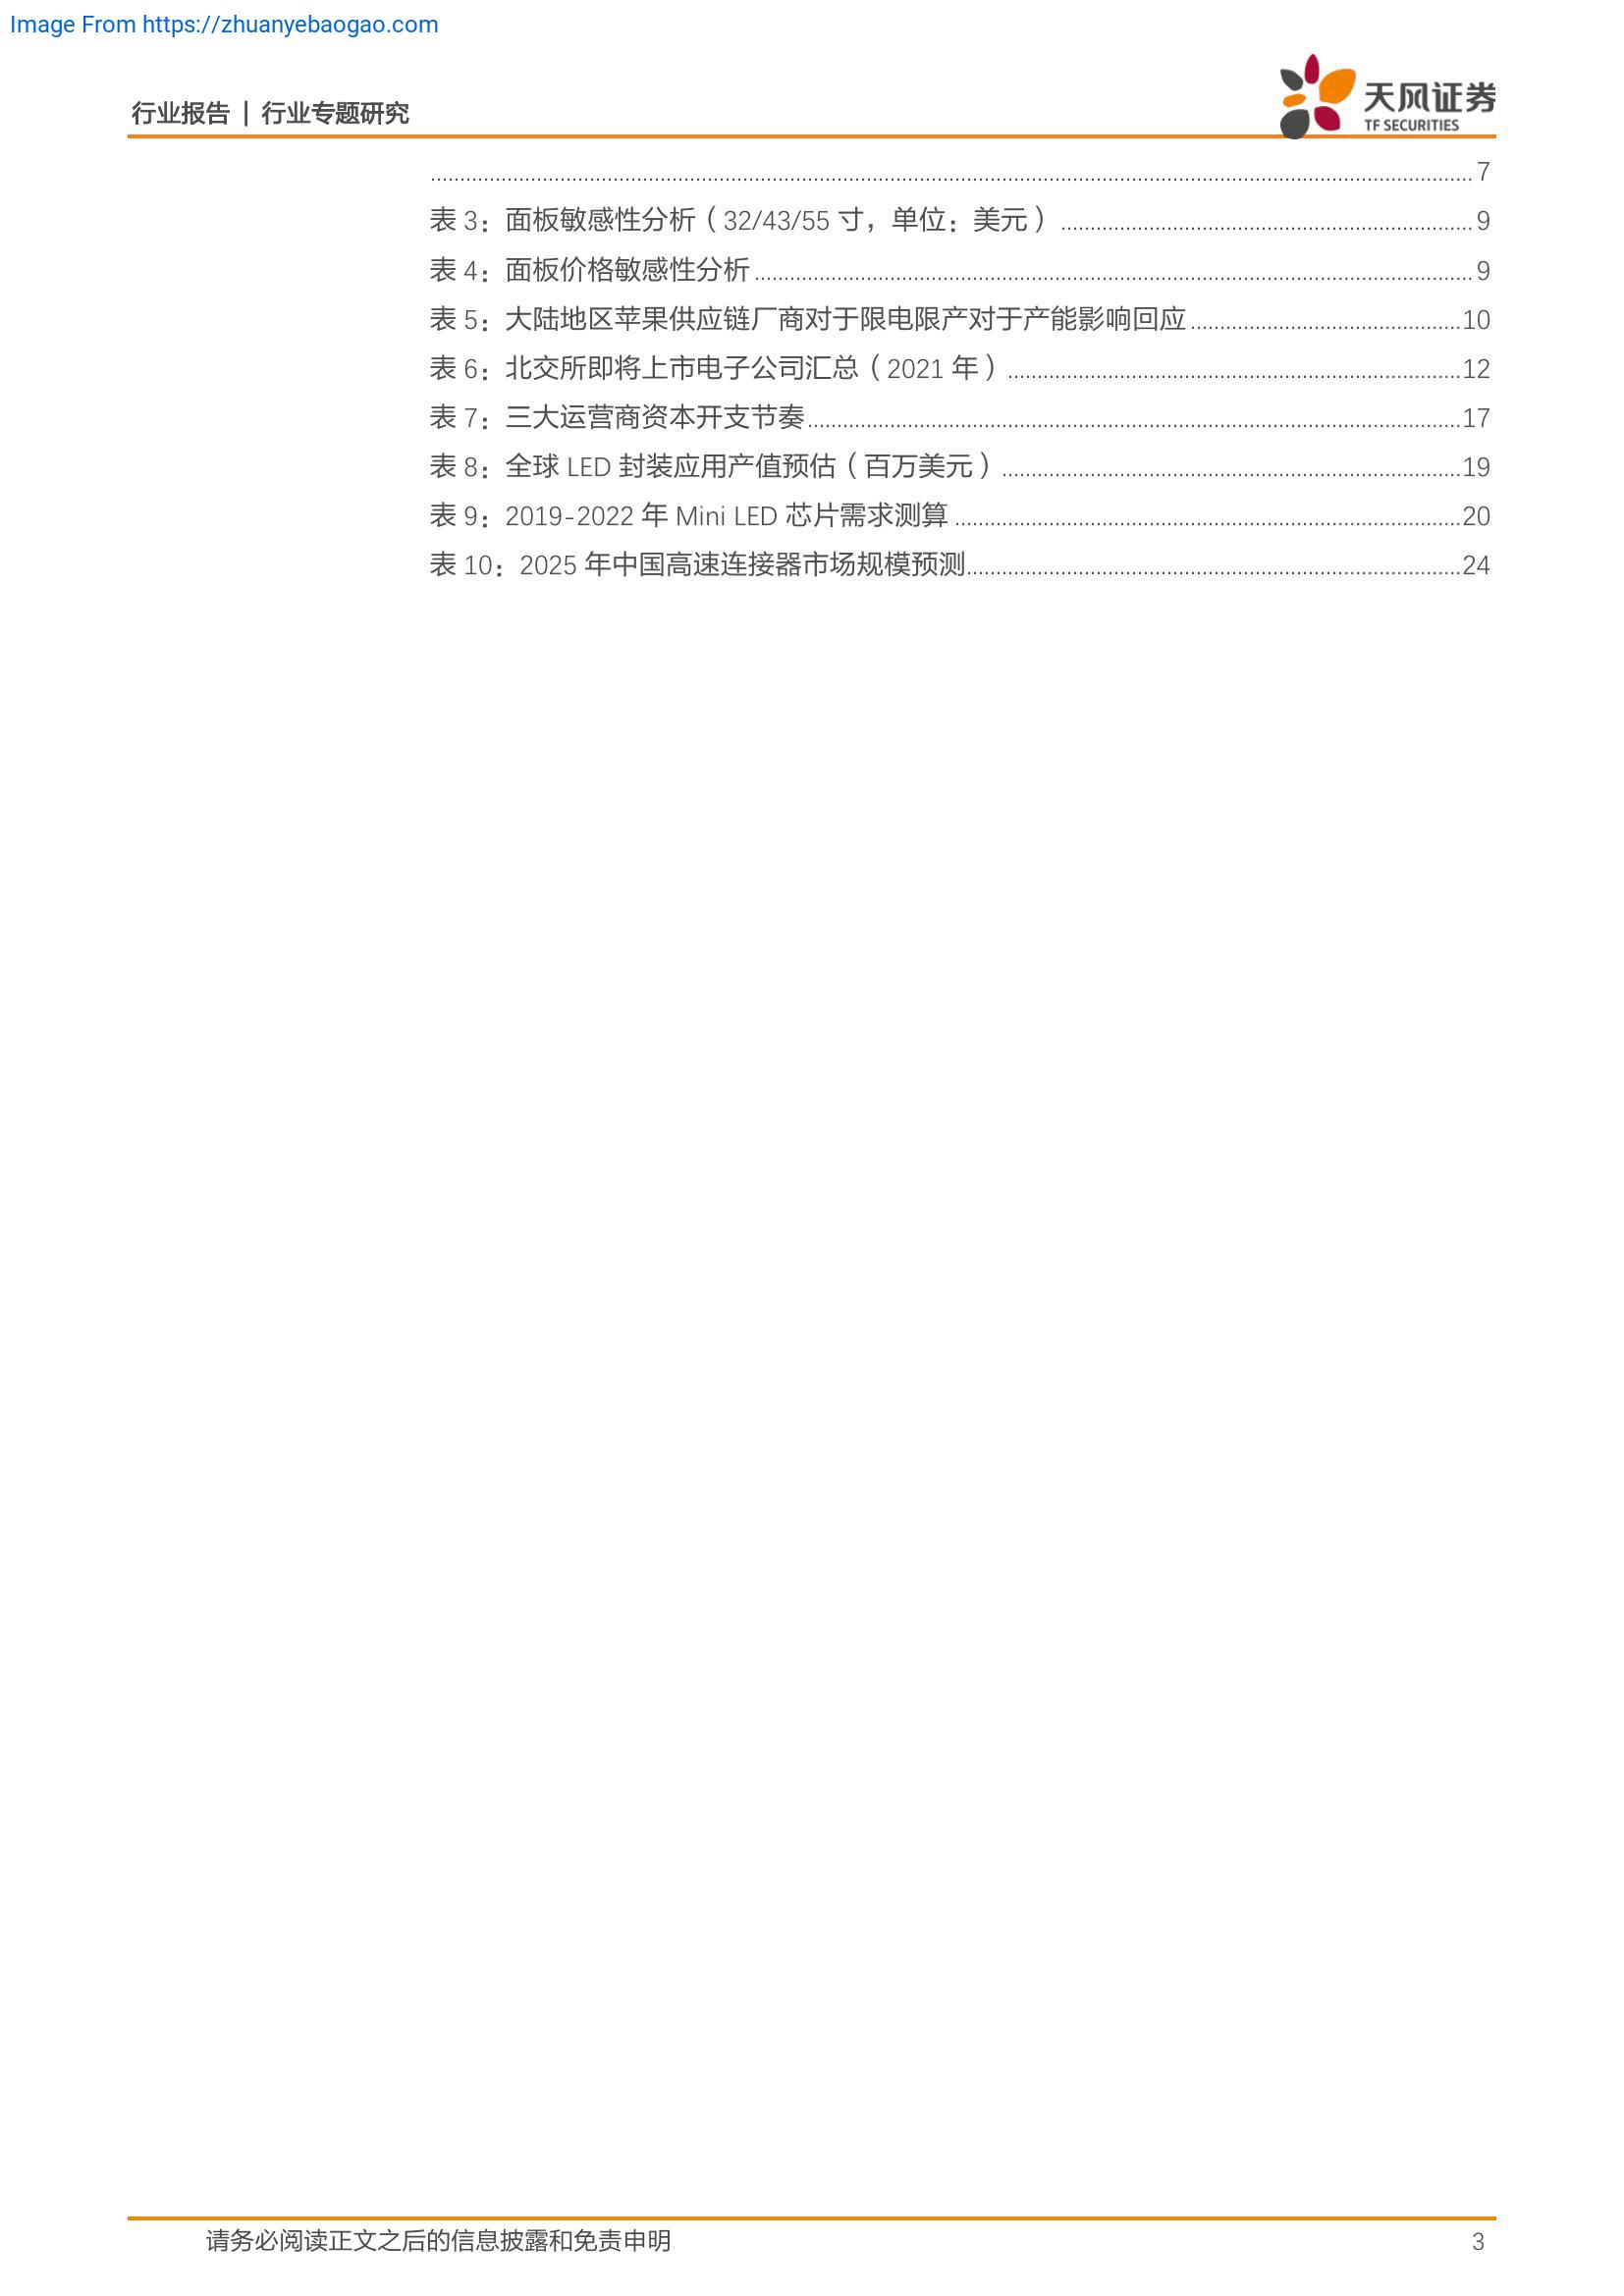 Image From https://zhuanyebaogao.com
行业报告 | 行业专题研究
天风证券
TF SECURITIES
........................................................................ 7
表 3：面板敏感性分析（32/43/55 寸，单位：美元）........................................ 9
表 4：面板价格敏感性分析........................................ 9
表 5：大陆地区苹果供应链厂商对于限电限产对于产能影响回应........................................10
表 6：北交所即将上市电子公司汇总（2021 年）........................................12
表 7：三大运营商资本开支节奏........................................17
表 8：全球 LED 封装应用产值预估（百万美元）........................................19
表 9：2019-2022 年 Mini LED 芯片需求测算........................................20
表 10：2025 年中国高速连接器市场规模预测........................................24
请务必阅读正文之后的信息披露和免责申明 3